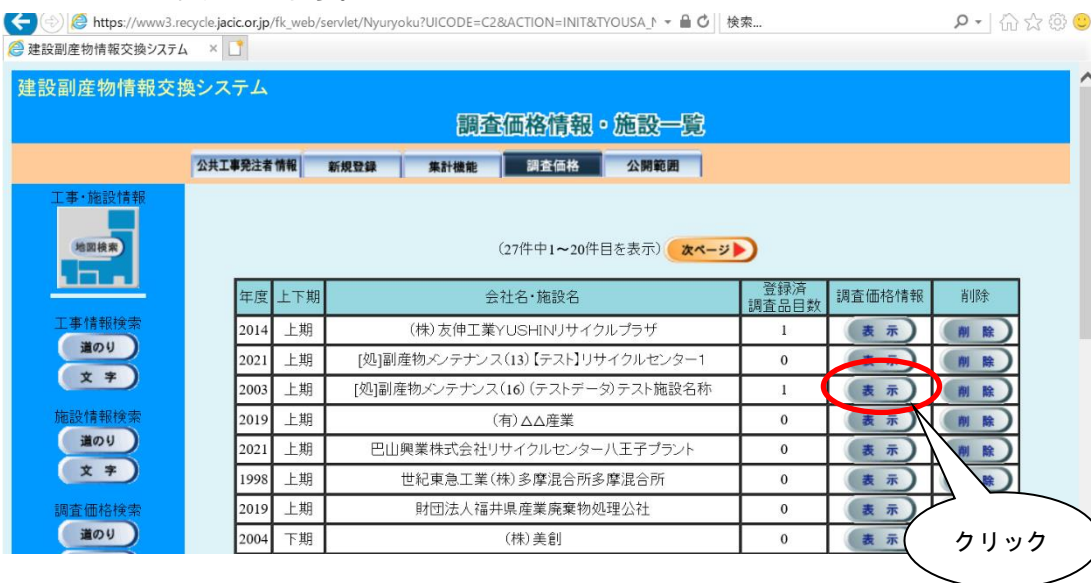 https://www3.recycle.jacic.or.jp/fk_web/servlet/Nyuryoku?UICODE=C2&ACTION=INIT&TYOUSA_ 検索...
建設副産物情報交換システム ×
建設副産物情報交換システム
調査価格情報・施設一覧
公共工事発注者情報 新規登録 集計機能 調査価格 公開範囲
工事・施設情報
地図検索
(27件中1～20件目を表示) 次ページ
年度 上下期 会社名・施設名 登録済調査品目数 調査価格情報 削除
2014 上期 (株)友伸工業YUSHINリサイクルプラザ 1 表示 削除
2021 上期 [処]副産物メンテナンス(13)【テスト】リサイクルセンター1 0 表示 削除
2003 上期 [処]副産物メンテナンス(16)(テストデータ)テスト施設名称 1 表示 削除
2019 上期 (有)△△産業 0 表示 削除
2021 上期 巴山興業株式会社リサイクルセンター八王子プラント 0 表示 削除
1998 上期 世紀東急工業(株)多摩混合所多摩混合所 0 表示 除
2019 上期 財団法人福井県産業廃棄物処理公社 0 表示
2004 下期 (株)美創 0 表示
工事情報検索
道のり
文字
施設情報検索
道のり
文字
調査価格検索
道のり
クリック